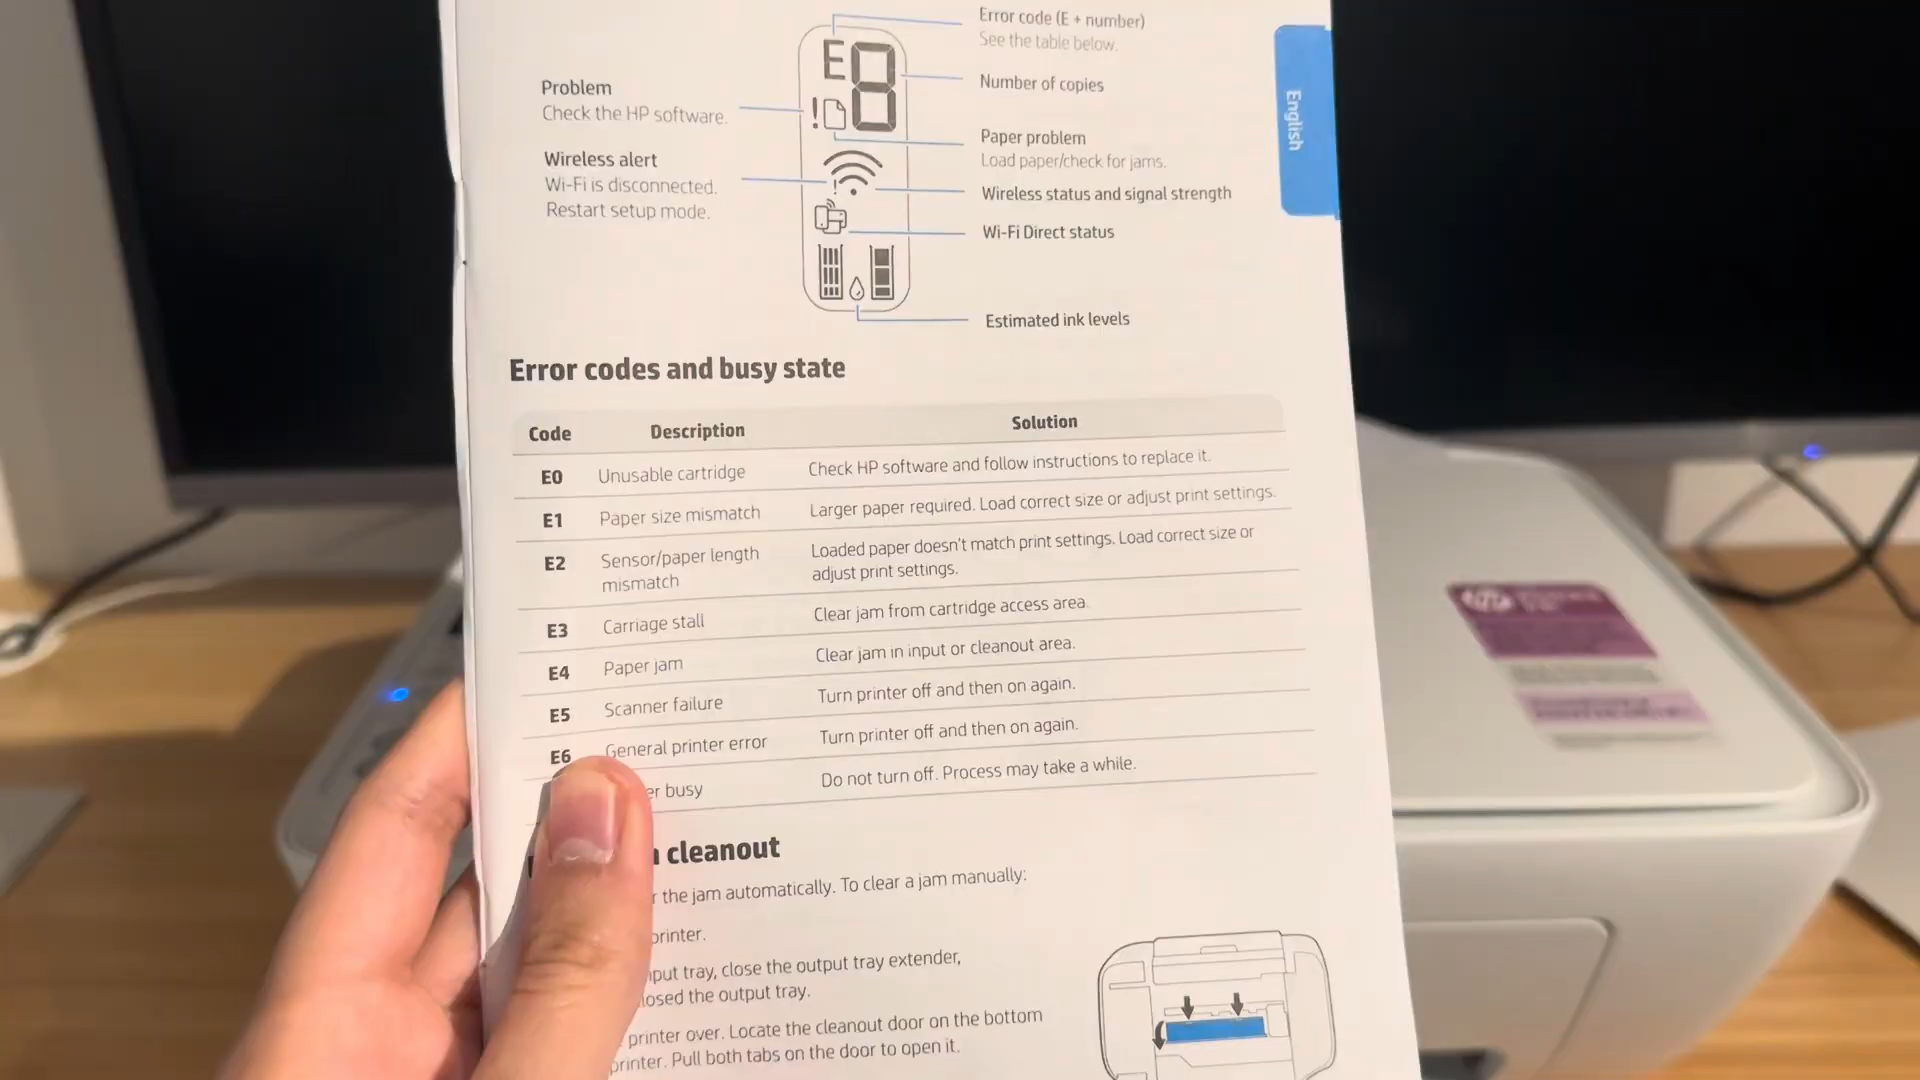 Error code (E + number)
See the table below.
Number of copies
Problem
Check the HP software.
Paper problem
Load paper/check for jams.
Wireless alert
Wi-Fi is disconnected.
Restart setup mode.
Wireless status and signal strength
Wi-Fi Direct status
Estimated ink levels
E8
!
English
Error codes and busy state
Code Description Solution
E0 Unusable cartridge Check HP software and follow instructions to replace it.
E1 Paper size mismatch Larger paper required. Load correct size or adjust print settings.
E2 Sensor/paper length mismatch Loaded paper doesn't match print settings. Load correct size or
adjust print settings.
E3 Carriage stall Clear jam from cartridge access area.
E4 Paper jam Clear jam in input or cleanout area.
E5 Scanner failure Turn printer off and then on again.
E6 General printer error Turn printer off and then on again.
er busy Do not turn off. Process may take a while.
cleanout
the jam automatically. To clear a jam manually:
printer.
tray, close the output tray extender,
the output tray.
printer over. Locate the cleanout door on the bottom
printer. Pull both tabs on the door to open it.
hp